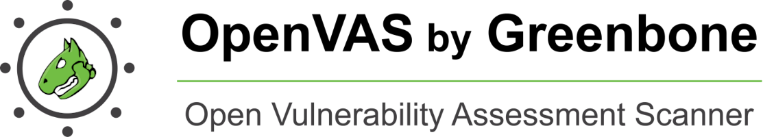 OpenVAS by Greenbone
Open Vulnerability Assessment Scanner